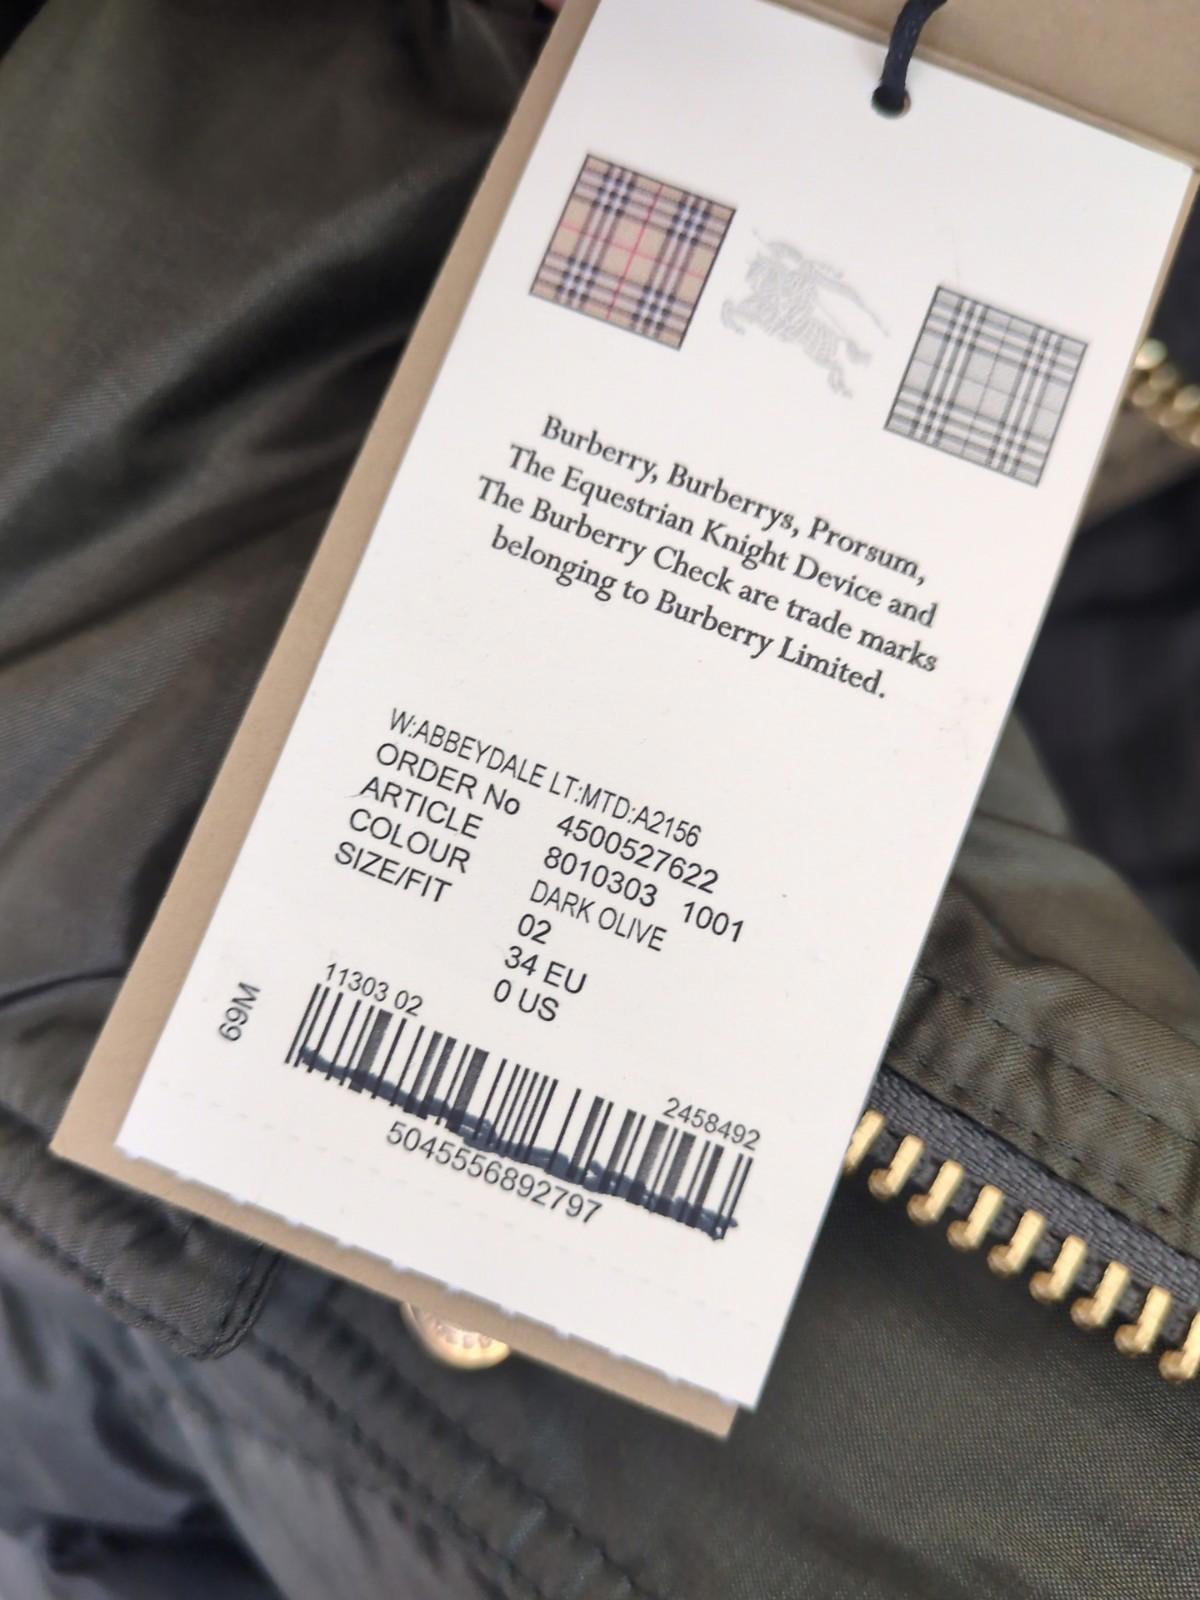 Burberry, Burberrys, Prorsum,
The Equestrian Knight Device and
The Burberry Check are trade marks
belonging to Burberry Limited.
W:ABBEYDALE LT:MTD:A2156
ORDER No 4500527622
ARTICLE 8010303 1001
COLOUR DARK OLIVE
SIZE/FIT 02
34 EU
0 US
69M
11303 02
2458492
5045556892797